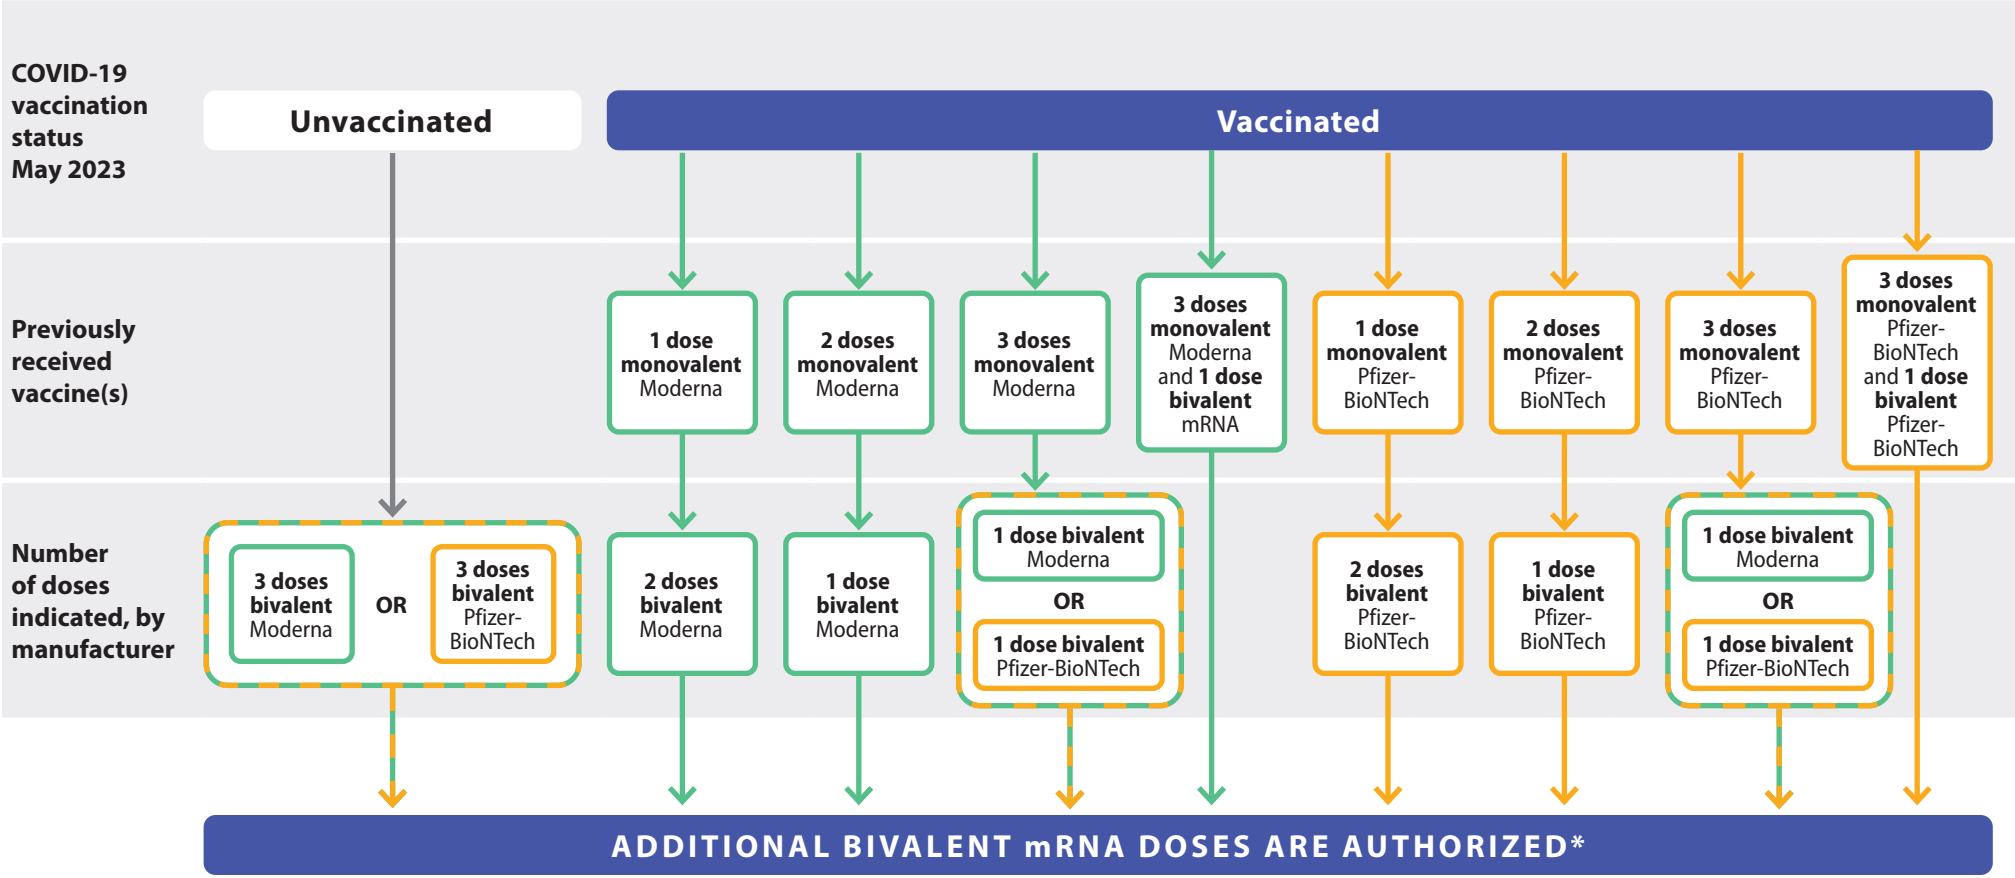 COVID-19
vaccination
status
May 2023
Unvaccinated
Vaccinated
Previously
received
vaccine(s)
1 dose
monovalent
Moderna
2 doses
monovalent
Moderna
3 doses
monovalent
Moderna
3 doses
monovalent
Moderna
and 1 dose
bivalent
mRNA
1 dose
monovalent
Pfizer-
BioNTech
2 doses
monovalent
Pfizer-
BioNTech
3 doses
monovalent
Pfizer-
BioNTech
3 doses
monovalent
Pfizer-
BioNTech
and 1 dose
bivalent
Pfizer-
BioNTech
Number
of doses
indicated, by
manufacturer
3 doses
bivalent
Moderna
OR
3 doses
bivalent
Pfizer-
BioNTech
2 doses
bivalent
Moderna
1 dose
bivalent
Moderna
1 dose bivalent
Moderna
OR
1 dose bivalent
Pfizer-BioNTech
2 doses
bivalent
Pfizer-
BioNTech
1 dose
bivalent
Pfizer-
BioNTech
1 dose bivalent
Moderna
OR
1 dose bivalent
Pfizer-BioNTech
ADDITIONAL BIVALENT mRNA DOSES ARE AUTHORIZED*